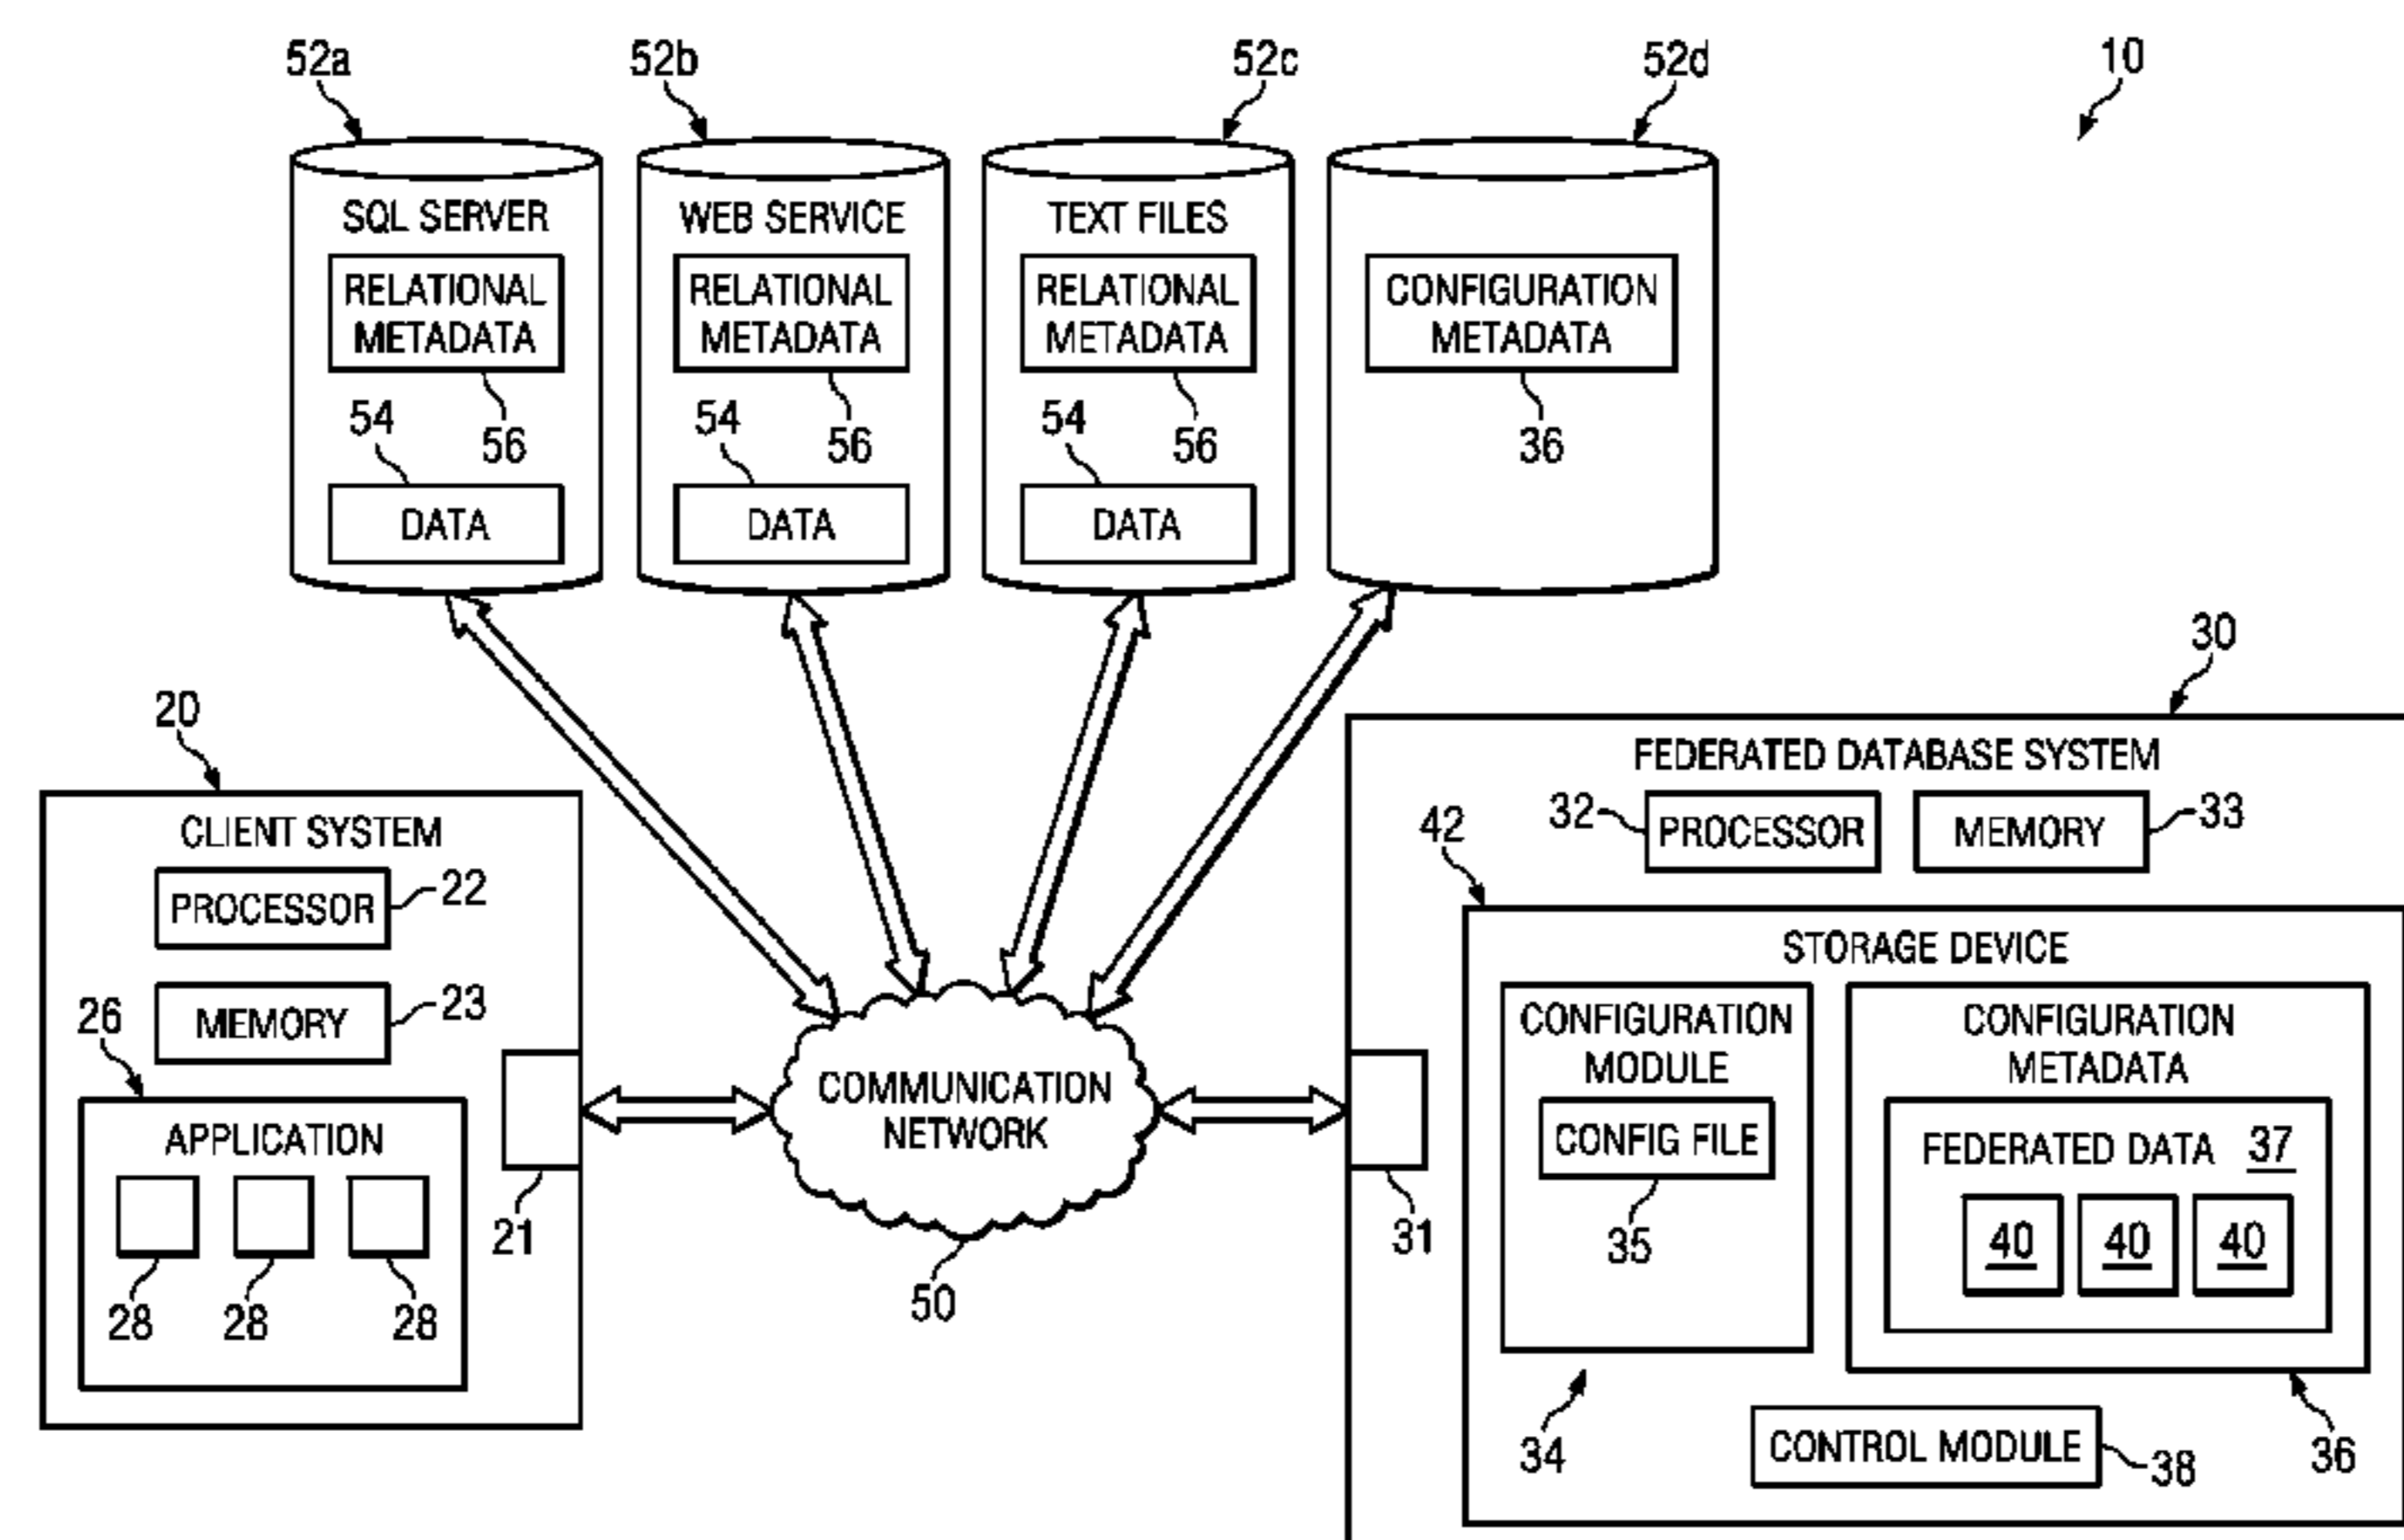 52a
52b
52c
52d
10
SQL SERVER
RELATIONAL
METADATA
54
56
DATA
WEB SERVICE
RELATIONAL
METADATA
54
56
DATA
TEXT FILES
RELATIONAL
METADATA
54
56
DATA
CONFIGURATION
METADATA
36
20
CLIENT SYSTEM
PROCESSOR
22
MEMORY
23
26
APPLICATION
28
28
28
21
COMMUNICATION
NETWORK
50
30
FEDERATED DATABASE SYSTEM
32
PROCESSOR
MEMORY
33
42
STORAGE DEVICE
31
CONFIGURATION
MODULE
CONFIG FILE
35
34
CONFIGURATION
METADATA
FEDERATED DATA 37
40 40 40
36
CONTROL MODULE
38